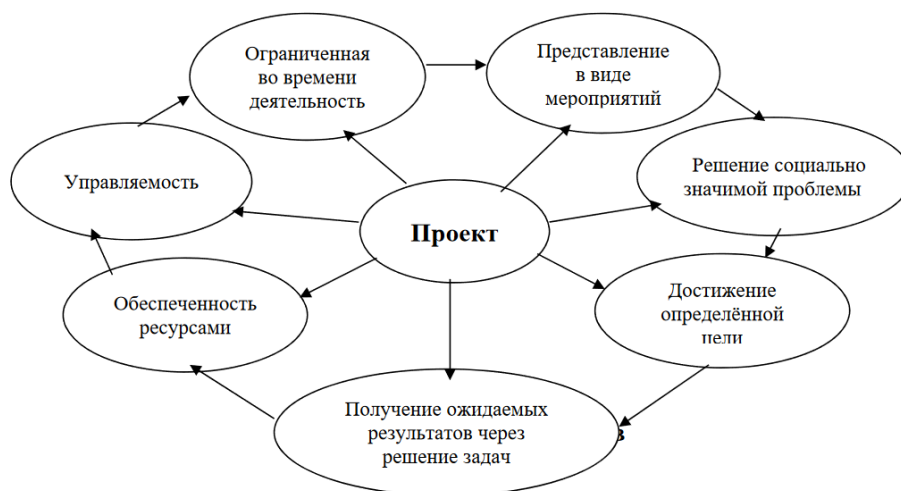 Ограниченная
во времени
деятельность
Представление
в виде
мероприятий
Управляемость
Решение социально
значимой проблемы
Проект
Обеспеченность
ресурсами
Достижение
определённой
цели
Получение ожидаемых
результатов через
решение задач
в